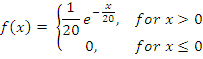 f(x) = { 1/20 e^(-x/20), for x > 0
0, for x ≤ 0